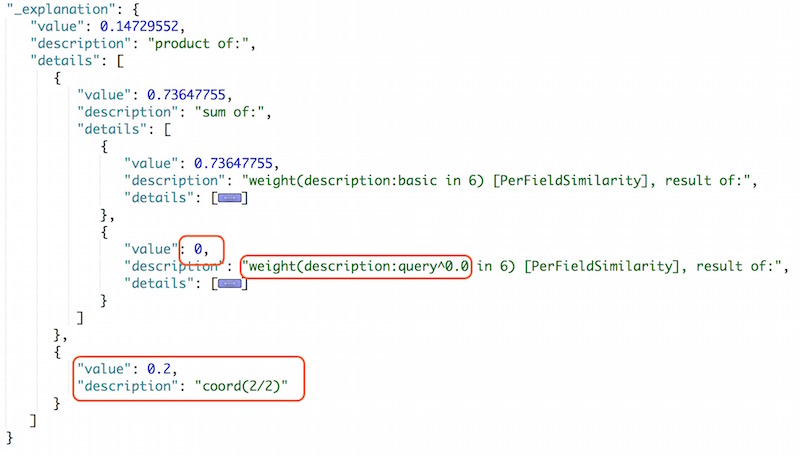 "_explanation": {
"value": 0.14729552,
"description": "product of:",
"details": [
{
"value": 0.73647755,
"description": "sum of:",
"details": [
{
"value": 0.73647755,
"description": "weight(description:basic in 6) [PerFieldSimilarity], result of:",
"details": [ ]
},
{
"value": 0,
"description": "weight(description:query^0.0 in 6) [PerFieldSimilarity], result of:",
"details": [ ]
}
]
},
{
"value": 0.2,
"description": "coord(2/2)"
}
]
}